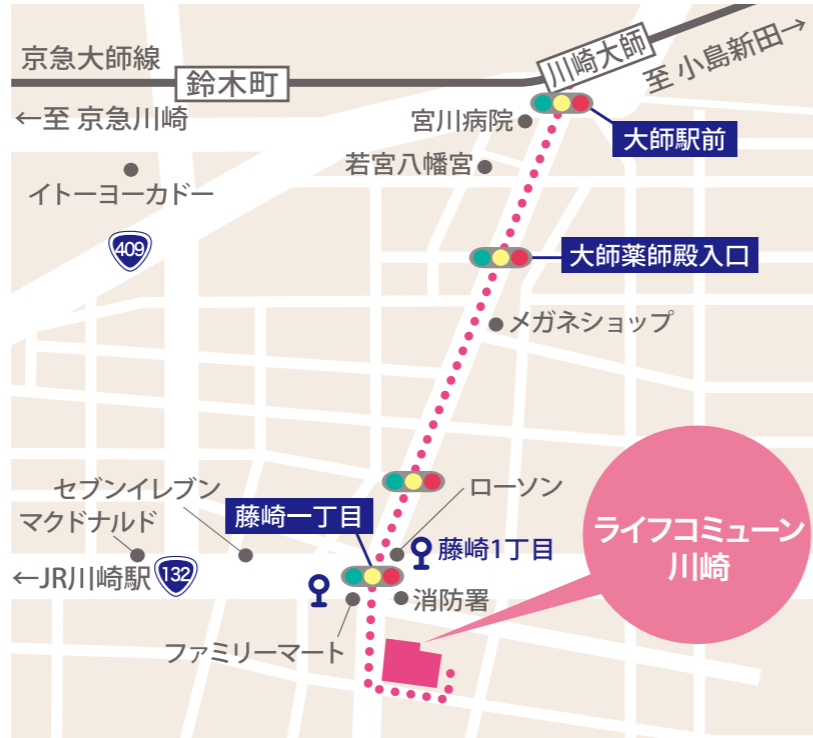 京急大師線
鈴木町
川崎大師
至 小島新田→
←至 京急川崎
宮川病院
大師駅前
若宮八幡宮
イトーヨーカドー
409
大師薬師殿入口
メガネショップ
セブンイレブン
マクドナルド
藤崎一丁目
ローソン
藤崎1丁目
←JR川崎駅
132
消防署
ファミリーマート
ライフコミューン
川崎